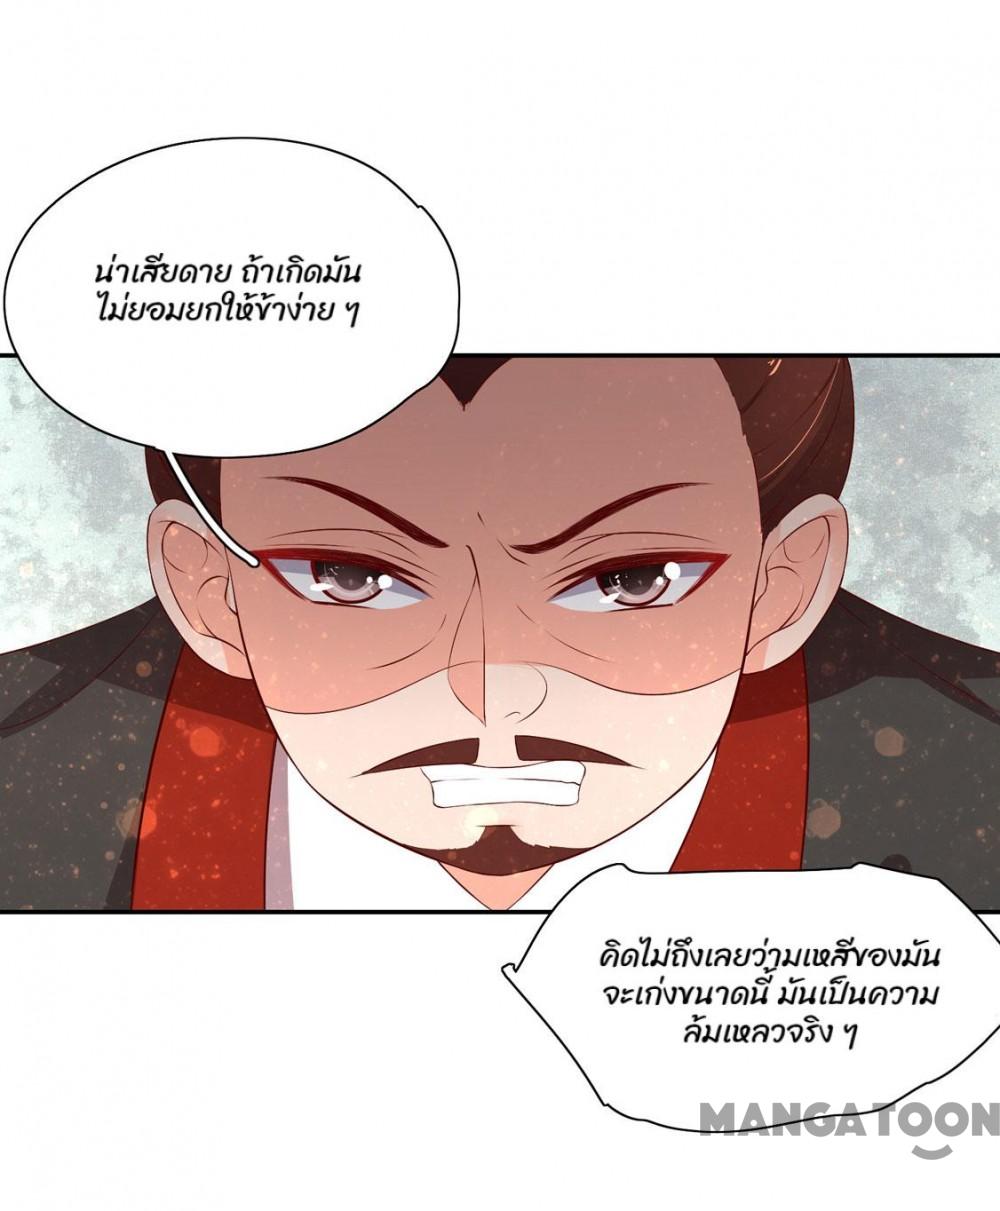 น่าเสียดาย ถ้าเกิดมัน
ไม่ยอมยกให้ข้าง่าย ๆ
คิดไม่ถึงเลยว่ามเหสีของมัน
จะเก่งขนาดนี้ มันเป็นความ
ล้มเหลวจริง ๆ
MANGATOON